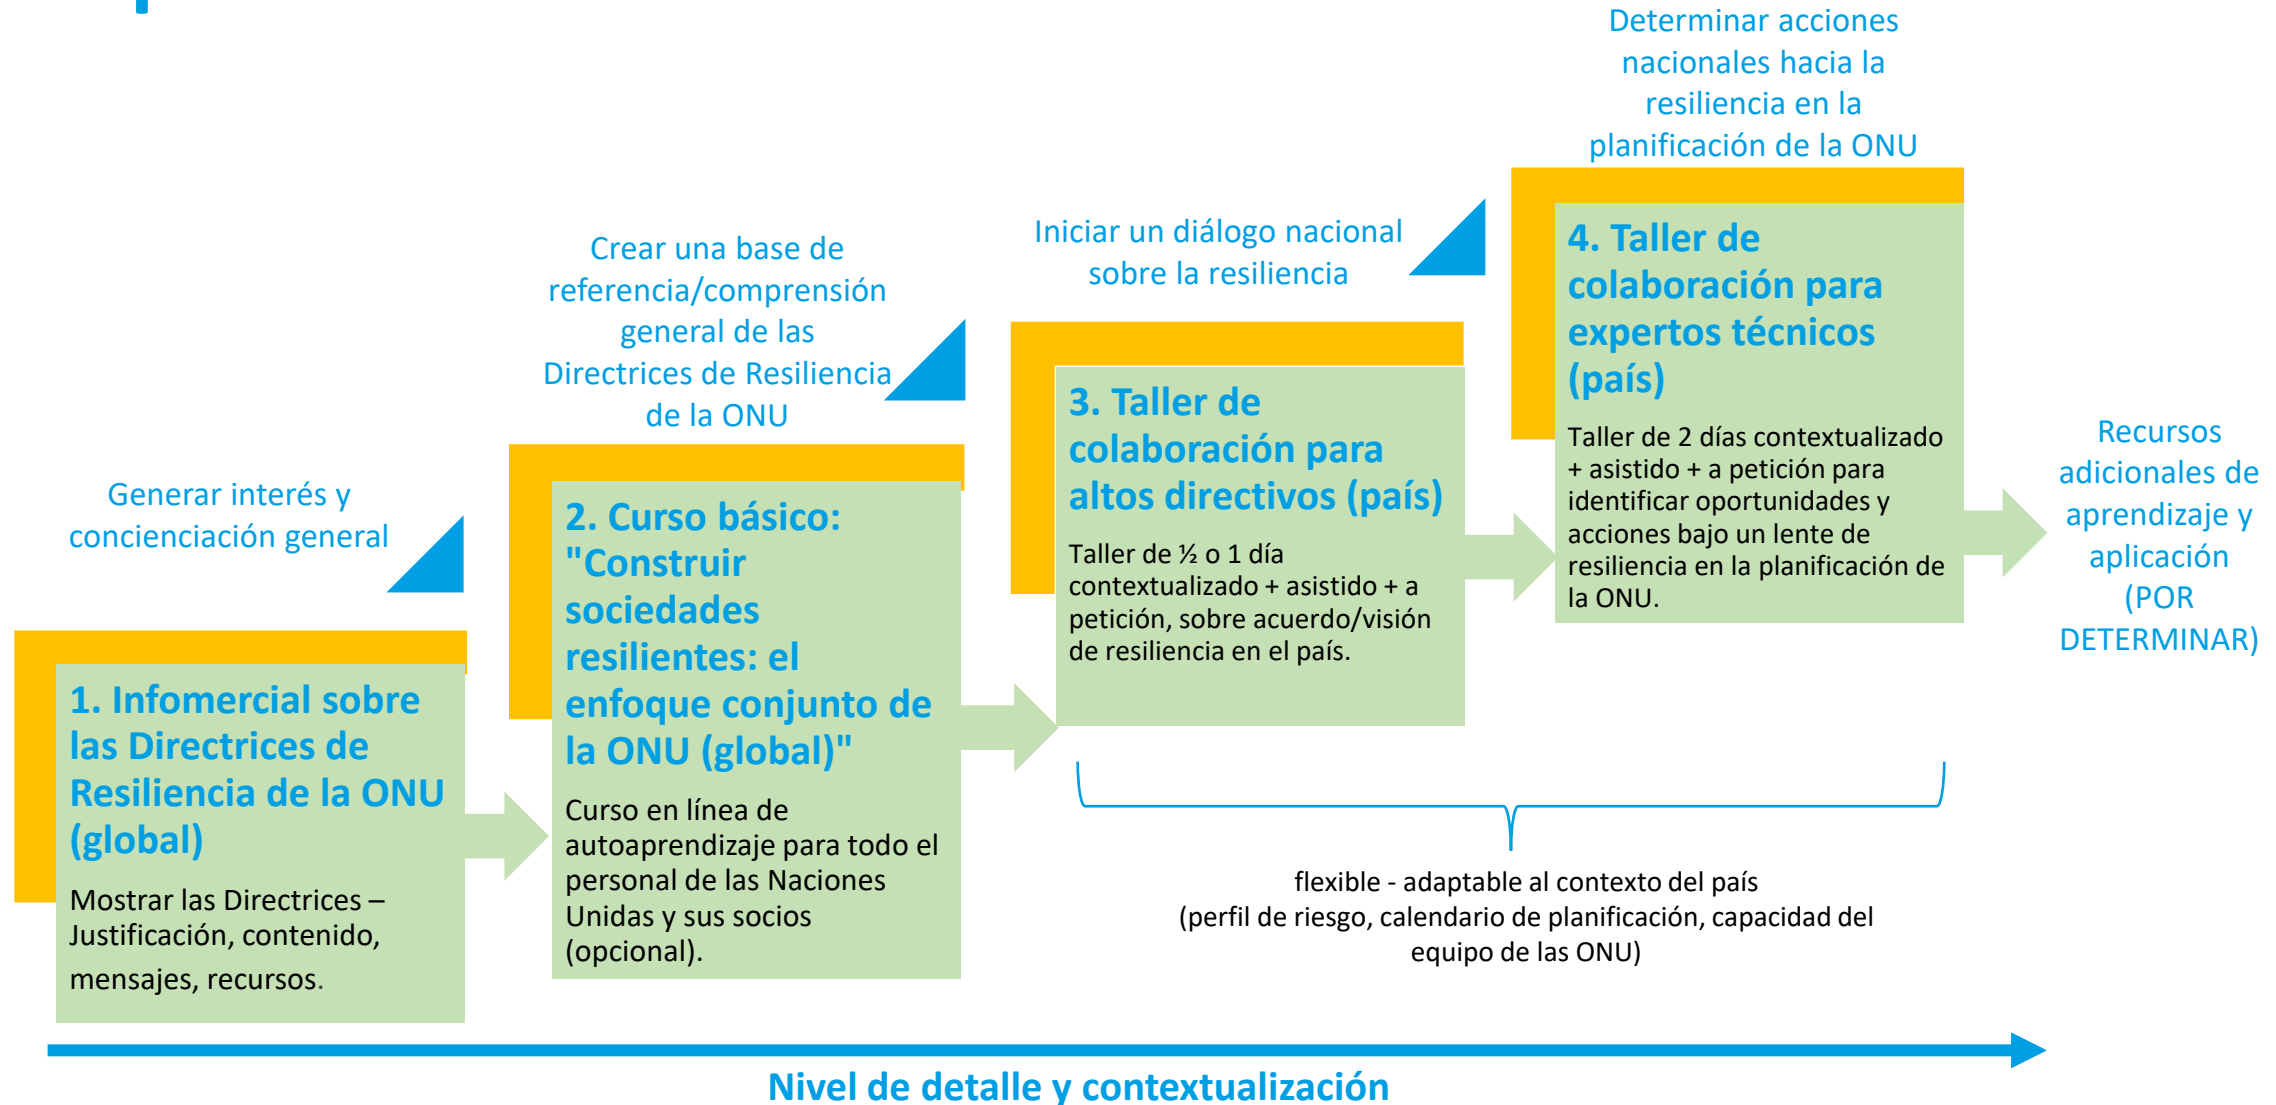 Generar interés y
concienciación general
1. Infomercial sobre
las Directrices de
Resiliencia de la ONU
(global)
Mostrar las Directrices –
Justificación, contenido,
mensajes, recursos.
Crear una base de
referencia/comprensión
general de las
Directrices de Resiliencia
de la ONU
2. Curso básico:
"Construir
sociedades
resilientes: el
enfoque conjunto de
la ONU (global)"
Curso en línea de
autoaprendizaje para todo el
personal de las Naciones
Unidas y sus socios
(opcional).
Iniciar un diálogo nacional
sobre la resiliencia
3. Taller de
colaboración para
altos directivos (país)
Taller de ½ o 1 día
contextualizado + asistido + a
petición, sobre acuerdo/visión
de resiliencia en el país.
Determinar acciones
nacionales hacia la
resiliencia en la
planificación de la ONU
4. Taller de
colaboración para
expertos técnicos
(país)
Taller de 2 días contextualizado
+ asistido + a petición para
identificar oportunidades y
acciones bajo un lente de
resiliencia en la planificación de
la ONU.
Recursos
adicionales de
aprendizaje y
aplicación
(POR
DETERMINAR)
flexible - adaptable al contexto del país
(perfil de riesgo, calendario de planificación, capacidad del
equipo de las ONU)
Nivel de detalle y contextualización